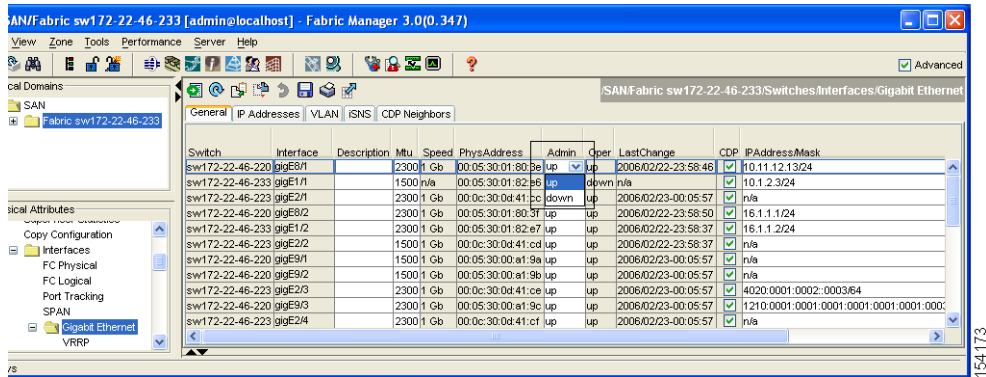 SAN/Fabric sw172-22-46-233 [admin@localhost] - Fabric Manager 3.0(0.347)
View Zone Tools Performance Server Help
Advanced
cal Domains
SAN
Fabric sw172-22-46-233
/SAN/Fabric sw172-22-46-233/Switches/Interfaces/Gigabit Ethernet
General IP Addresses VLAN iSNS CDP Neighbors
Switch Interface Description Mtu Speed PhysAddress Admin Oper LastChange CDP IPAddress/Mask
sw172-22-46-220 gigE8/1 2300 1 Gb 00:05:30:01:80:3e up up 2006/02/22-23:58:46 10.11.12.13/24
sw172-22-46-233 gigE1/1 1500 n/a 00:05:30:01:82:e6 up down n/a 10.1.2.3/24
sw172-22-46-223 gigE2/1 2300 1 Gb 00:0c:30:0d:41:cc down up 2006/02/23-00:05:57 n/a
sw172-22-46-220 gigE8/2 2300 1 Gb 00:05:30:01:80:3f up up 2006/02/22-23:58:50 16.1.1.1/24
sw172-22-46-233 gigE1/2 2300 1 Gb 00:05:30:01:82:e7 up up 2006/02/22-23:58:37 16.1.1.2/24
sw172-22-46-223 gigE2/2 1500 1 Gb 00:0c:30:0d:41:cd up up 2006/02/22-23:58:37 n/a
sw172-22-46-220 gigE9/1 1500 1 Gb 00:05:30:00:a1:9a up up 2006/02/23-00:05:57 n/a
sw172-22-46-220 gigE9/2 1500 1 Gb 00:05:30:00:a1:9b up up 2006/02/23-00:05:57 n/a
sw172-22-46-223 gigE2/3 2300 1 Gb 00:0c:30:0d:41:ce up up 2006/02/23-00:05:57 4020:0001:0002::0003/64
sw172-22-46-220 gigE9/3 2300 1 Gb 00:05:30:00:a1:9c up up 2006/02/23-00:05:57 1210:0001:0001:0001:0001:0001:0001:0003
sw172-22-46-223 gigE2/4 2300 1 Gb 00:0c:30:0d:41:cf up up 2006/02/23-00:05:57 n/a
sical Attributes
Copy Configuration
Interfaces
FC Physical
FC Logical
Port Tracking
SPAN
Gigabit Ethernet
VRRP
ys
154173